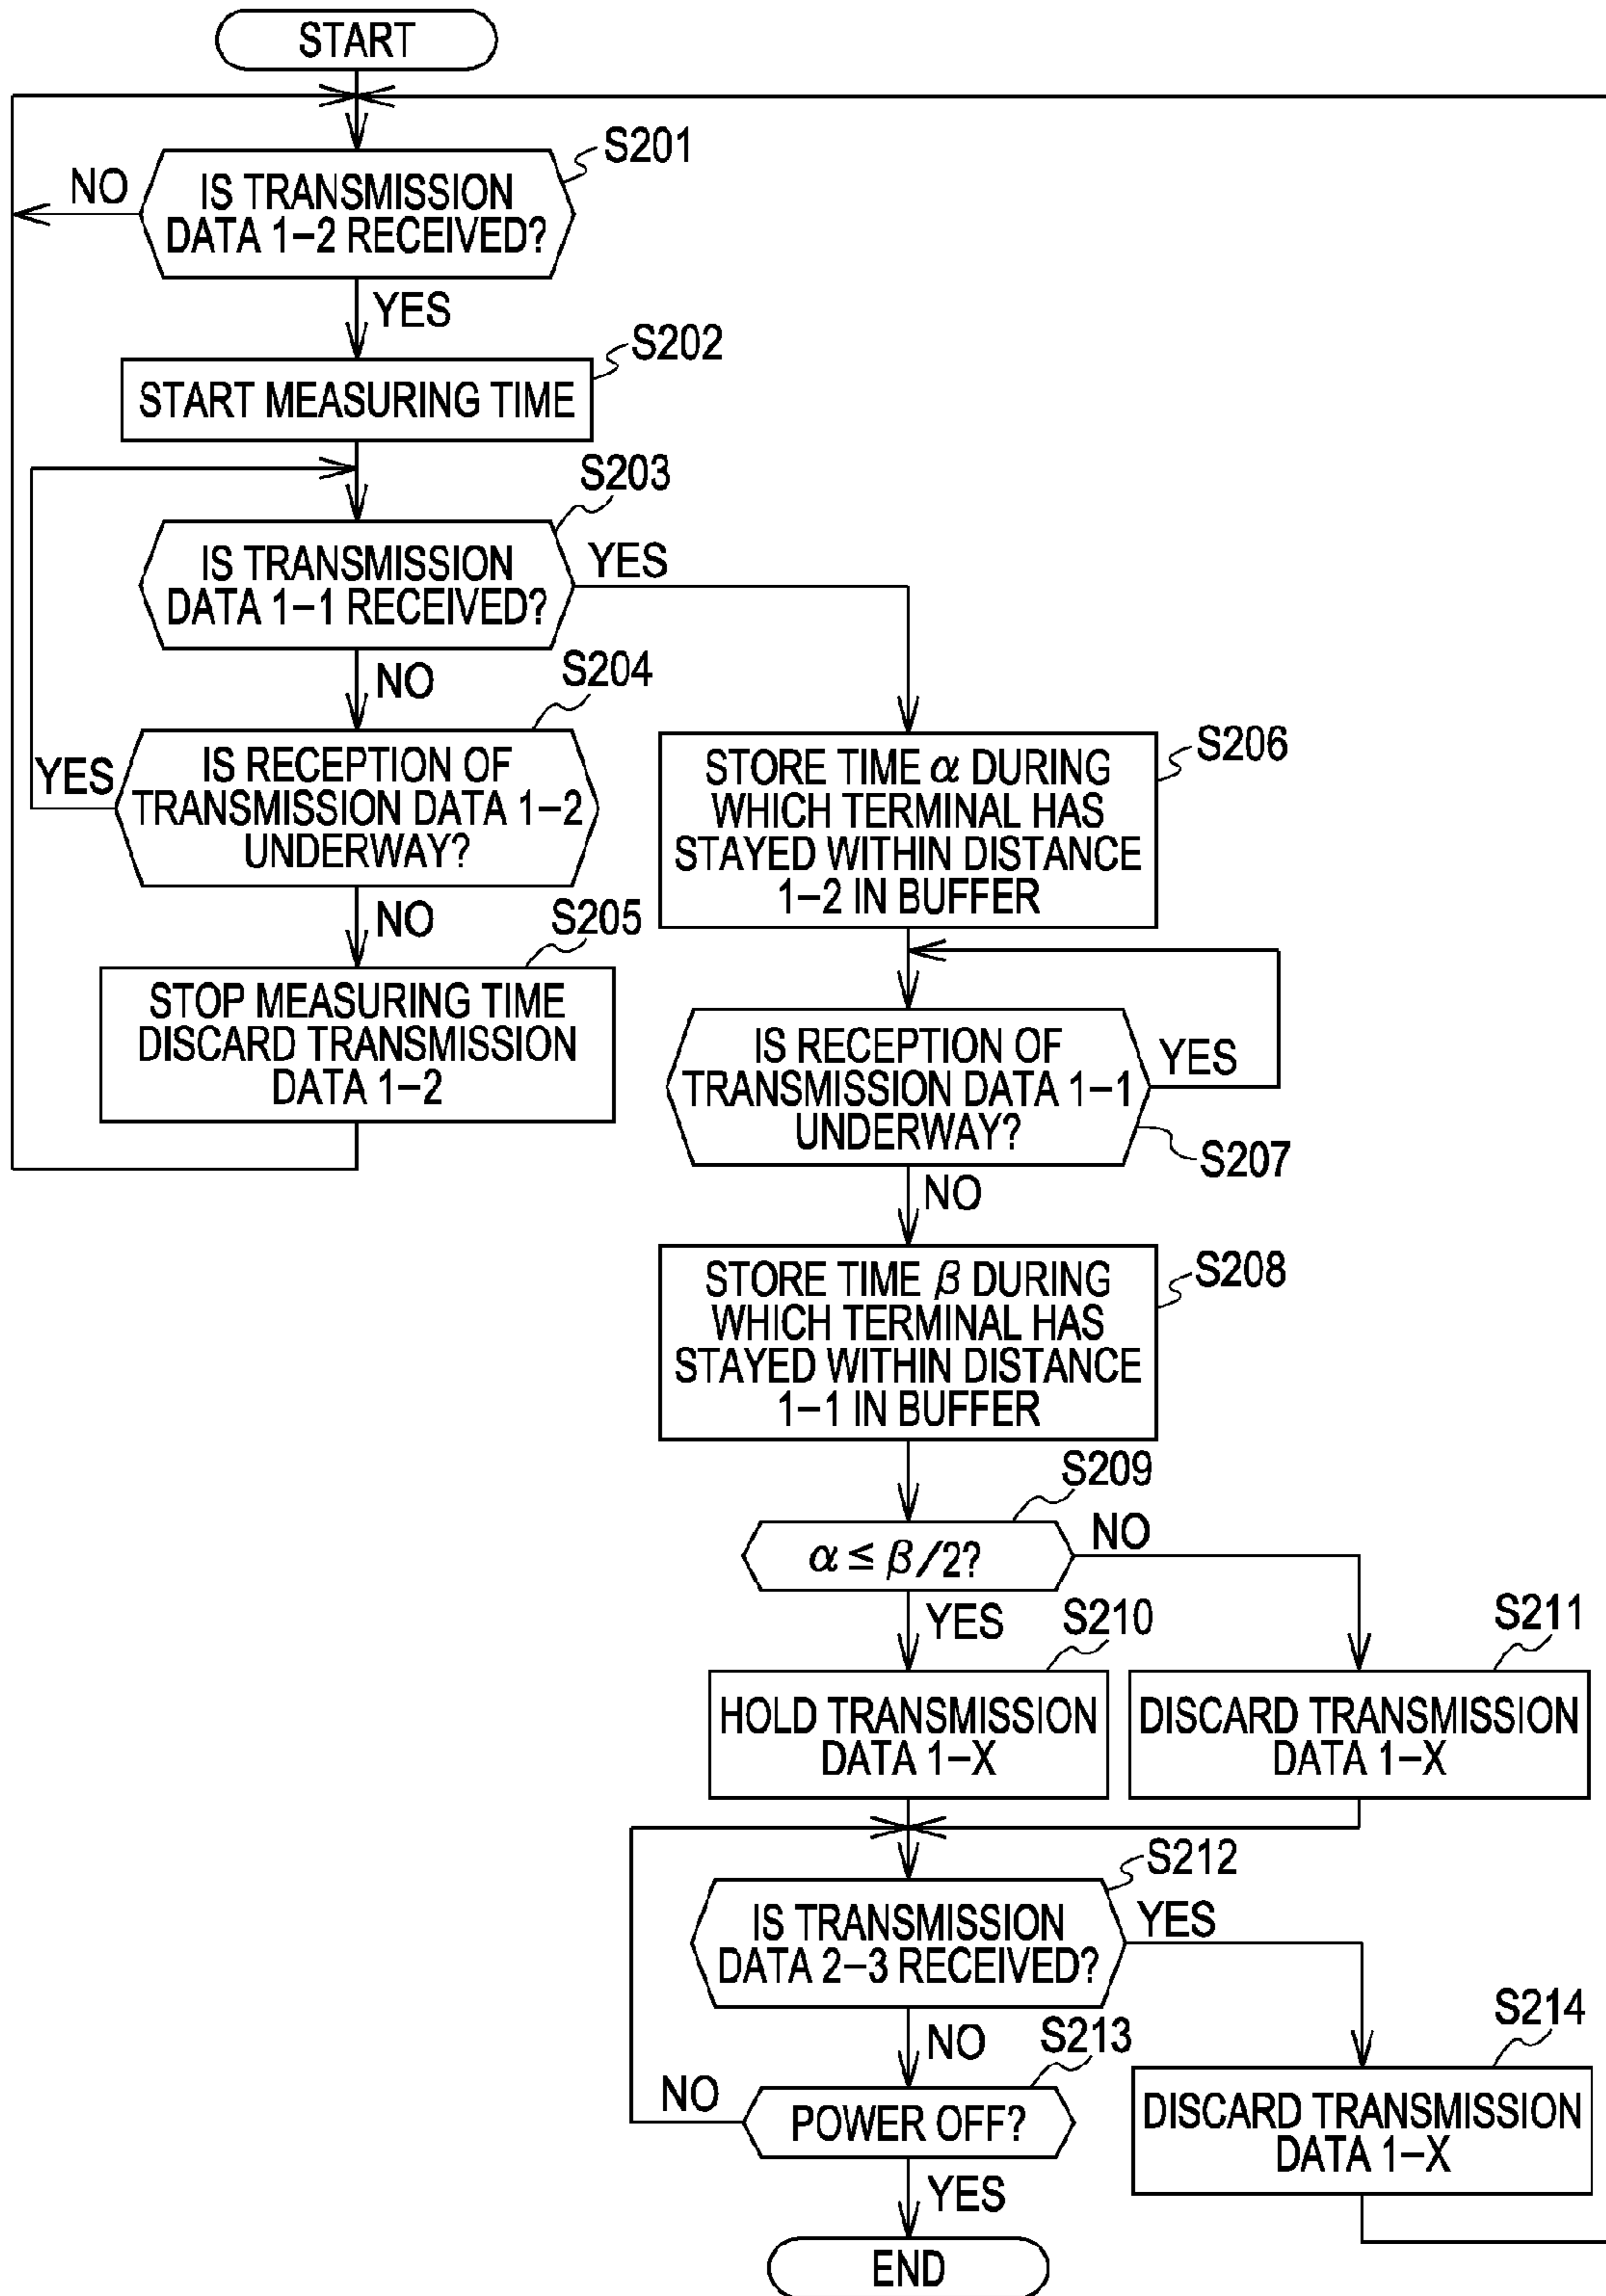 START
S201
NO
IS TRANSMISSION
DATA 1–2 RECEIVED?
YES
S202
START MEASURING TIME
S203
IS TRANSMISSION
DATA 1–1 RECEIVED?
YES
NO
S204
IS RECEPTION OF
TRANSMISSION DATA 1–2
UNDERWAY?
YES
NO
S205
STOP MEASURING TIME
DISCARD TRANSMISSION
DATA 1–2
S206
STORE TIME α DURING
WHICH TERMINAL HAS
STAYED WITHIN DISTANCE
1–2 IN BUFFER
IS RECEPTION OF
TRANSMISSION DATA 1–1
UNDERWAY?
YES
S207
NO
S208
STORE TIME β DURING
WHICH TERMINAL HAS
STAYED WITHIN DISTANCE
1–1 IN BUFFER
S209
α ≤ β/2?
NO
YES
S210
HOLD TRANSMISSION
DATA 1–X
S211
DISCARD TRANSMISSION
DATA 1–X
S212
IS TRANSMISSION
DATA 2–3 RECEIVED?
YES
NO
S213
POWER OFF?
NO
S214
DISCARD TRANSMISSION
DATA 1–X
YES
END